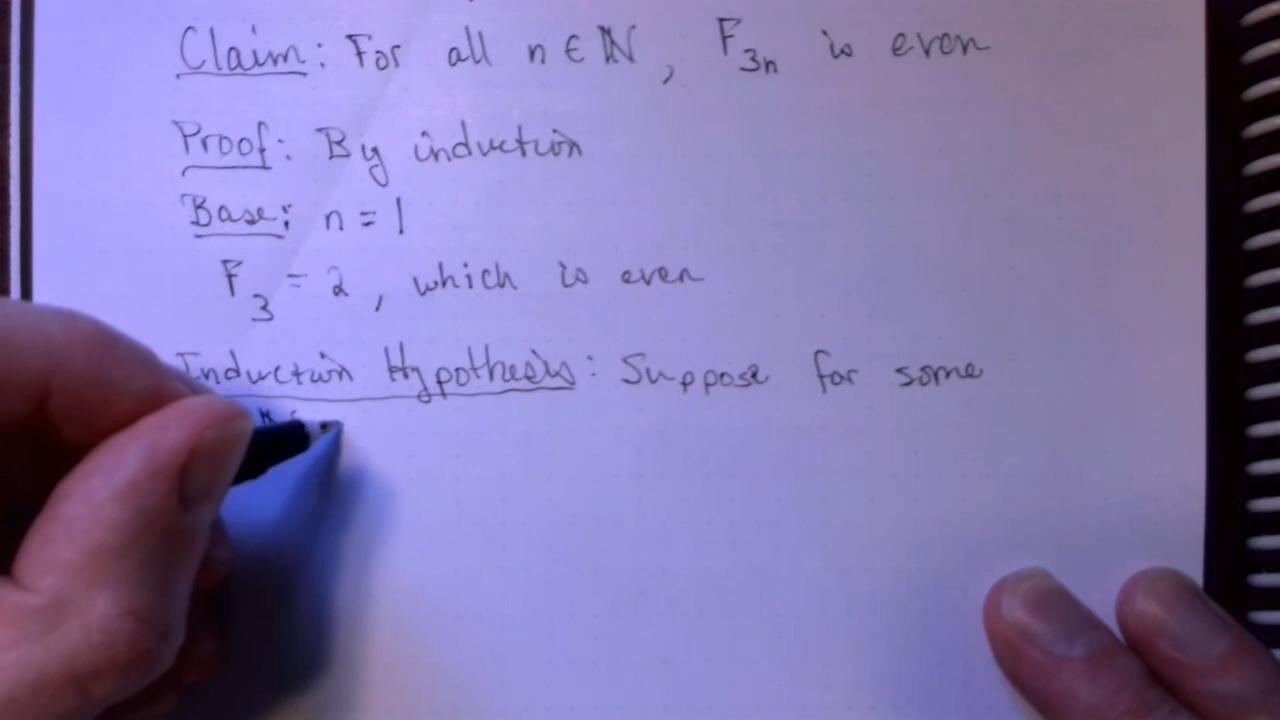 Claim: For all n ∈ ℕ, F₃ₙ is even
Proof: By induction
Base: n = 1
F₃ = 2, which is even
Induction Hypothesis: Suppose for some